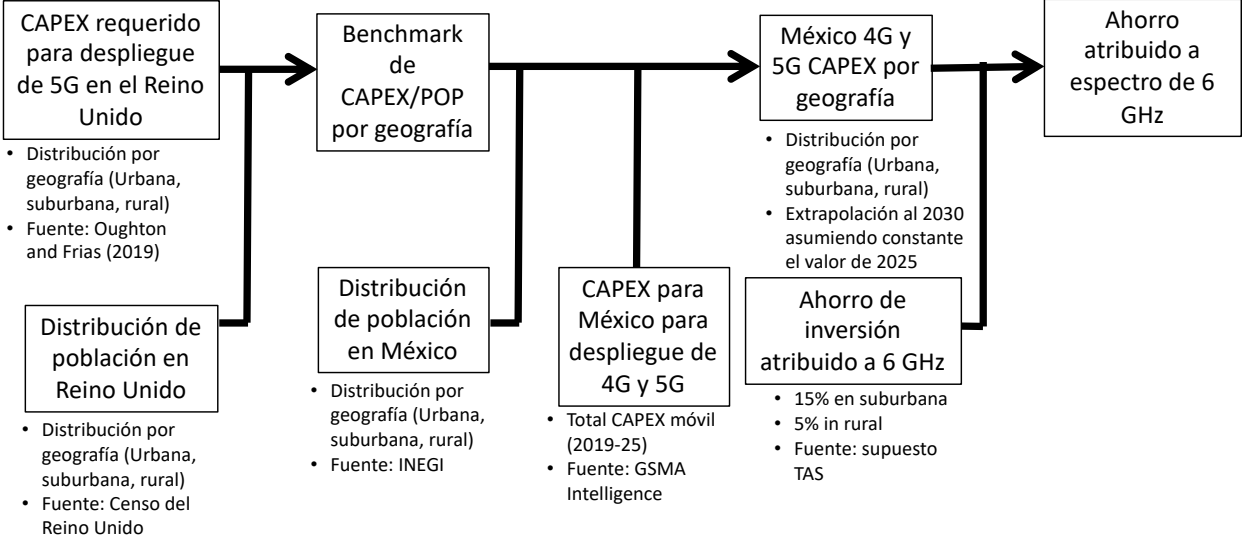 CAPEX requerido
para despliegue
de 5G en el Reino
Unido
• Distribución por
geografía (Urbana,
suburbana, rural)
• Fuente: Oughton
and Frias (2019)
Distribución de
población en
Reino Unido
• Distribución por
geografía (Urbana,
suburbana, rural)
• Fuente: Censo del
Reino Unido
Benchmark
de
CAPEX/POP
por geografía
Distribución
de población
en México
• Distribución por
geografía (Urbana,
suburbana, rural)
• Fuente: INEGI
CAPEX para
México para
despliegue de
4G y 5G
• Total CAPEX móvil
(2019-25)
• Fuente: GSMA
Intelligence
México 4G y
5G CAPEX por
geografía
• Distribución por
geografía (Urbana,
suburbana, rural)
• Extrapolación al 2030
asumiendo constante
el valor de 2025
Ahorro de
inversión
atribuido a 6 GHz
• 15% en suburbana
• 5% in rural
• Fuente: supuesto
TAS
Ahorro
atribuido a
espectro de 6
GHz